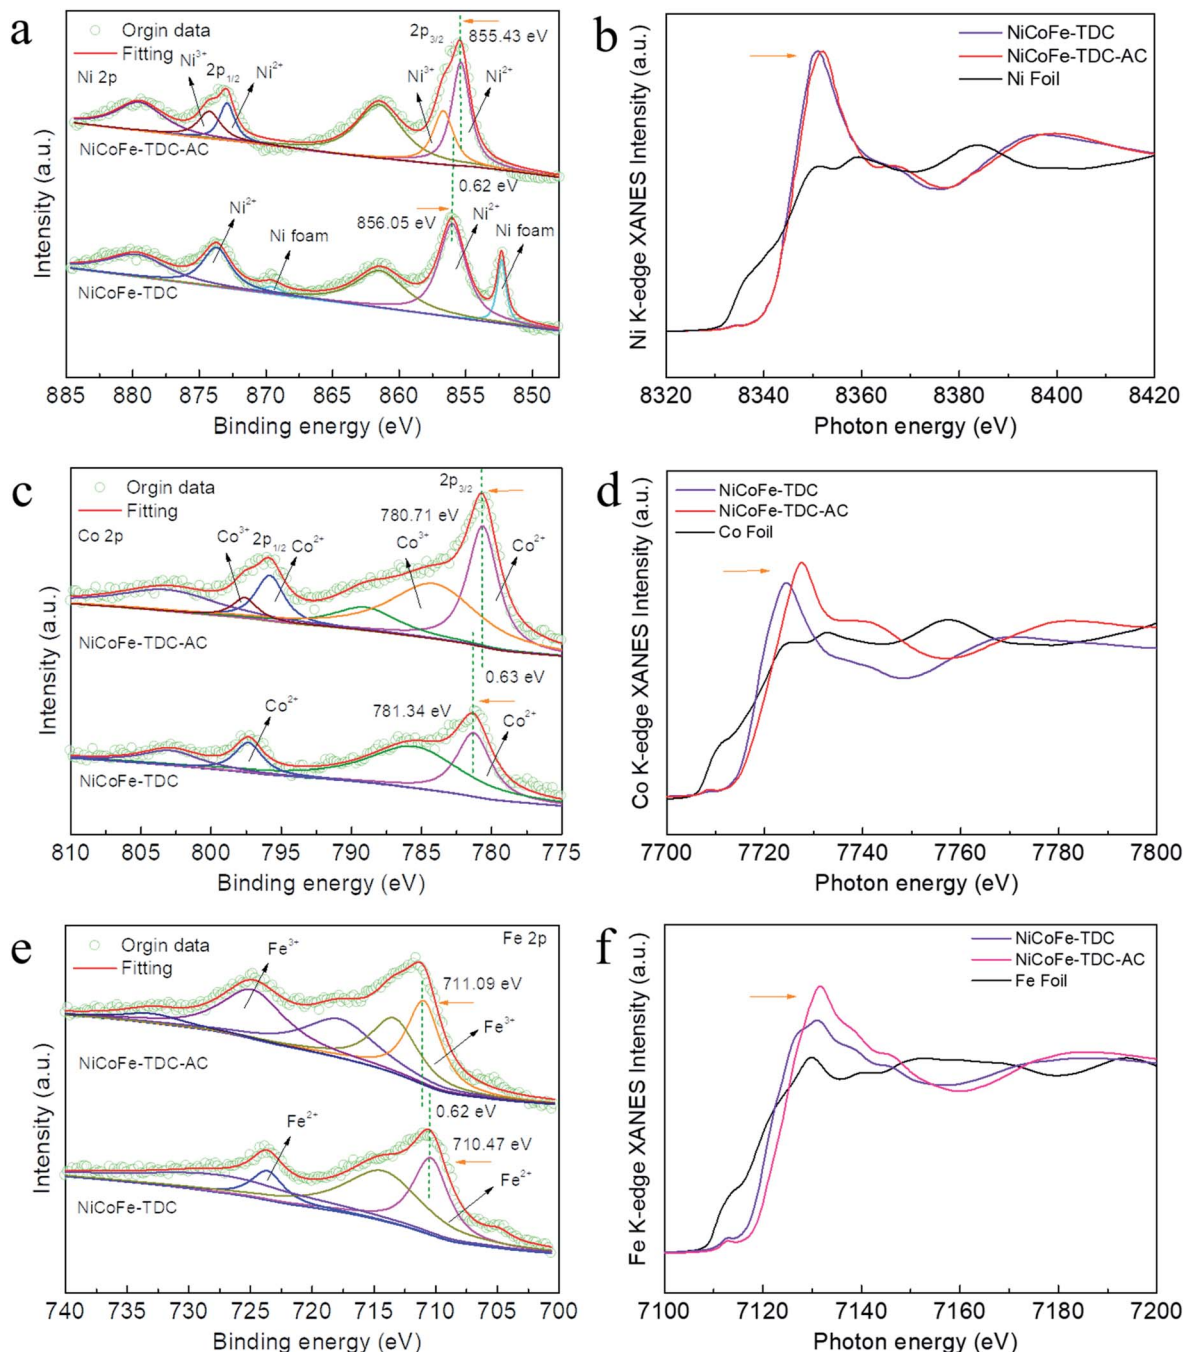 a
Orgin data
Fitting
Ni 2p
Ni³⁺
2p₁/₂
Ni²⁺
2p₃/₂
855.43 eV
Ni³⁺
Ni²⁺
NiCoFe-TDC-AC
0.62 eV
856.05 eV
Ni²⁺
Ni foam
Ni²⁺
Ni foam
NiCoFe-TDC
Intensity (a.u.)
885 880 875 870 865 860 855 850
Binding energy (eV)
b
NiCoFe-TDC
NiCoFe-TDC-AC
Ni Foil
Ni K-edge XANES Intensity (a.u.)
8320 8340 8360 8380 8400 8420
Photon energy (eV)
c
Orgin data
Fitting
Co 2p
Co³⁺
2p₁/₂
Co²⁺
2p₃/₂
780.71 eV
Co³⁺
Co²⁺
NiCoFe-TDC-AC
0.63 eV
781.34 eV
Co²⁺
Co²⁺
NiCoFe-TDC
Intensity (a.u.)
810 805 800 795 790 785 780 775
Binding energy (eV)
d
NiCoFe-TDC
NiCoFe-TDC-AC
Co Foil
Co K-edge XANES Intensity (a.u.)
7700 7720 7740 7760 7780 7800
Photon energy (eV)
e
Orgin data
Fitting
Fe³⁺
Fe 2p
711.09 eV
Fe³⁺
NiCoFe-TDC-AC
0.62 eV
710.47 eV
Fe²⁺
Fe²⁺
NiCoFe-TDC
Intensity (a.u.)
740 735 730 725 720 715 710 705 700
Binding energy (eV)
f
NiCoFe-TDC
NiCoFe-TDC-AC
Fe Foil
Fe K-edge XANES Intensity (a.u.)
7100 7120 7140 7160 7180 7200
Photon energy (eV)